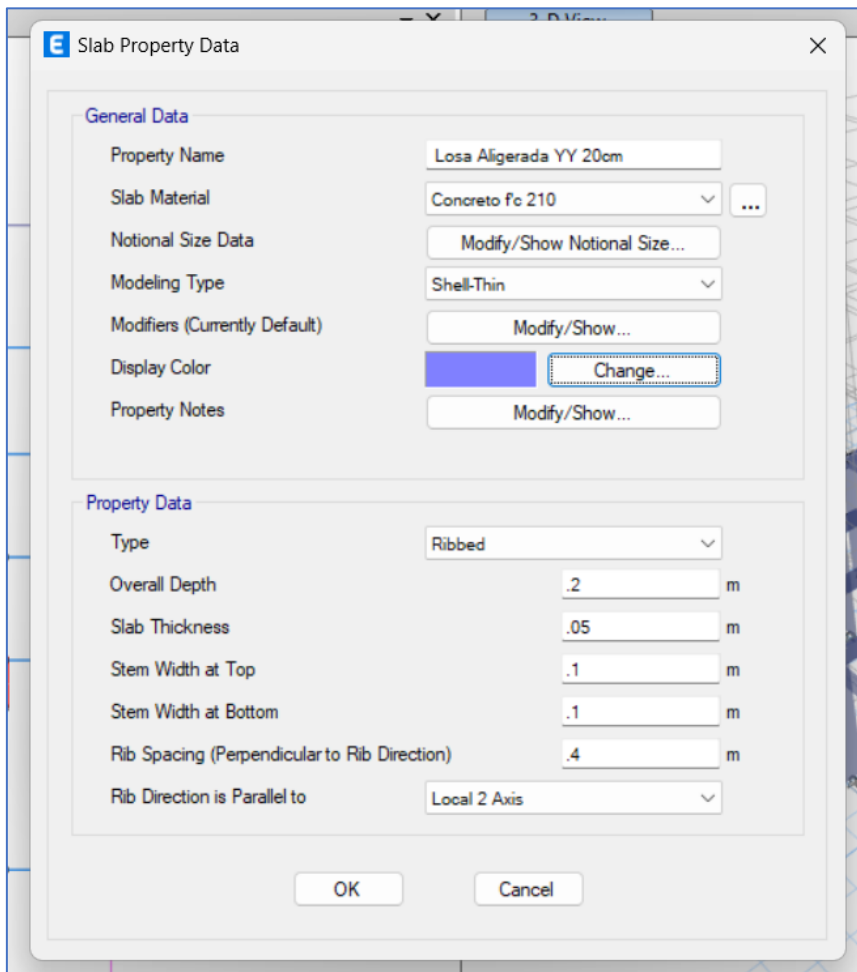 3-D View
E Slab Property Data
General Data
Property Name Losa Aligerada YY 20cm
Slab Material Concreto f'c 210 ...
Notional Size Data Modify/Show Notional Size...
Modeling Type Shell-Thin
Modifiers (Currently Default) Modify/Show...
Display Color Change...
Property Notes Modify/Show...
Property Data
Type Ribbed
Overall Depth .2 m
Slab Thickness .05 m
Stem Width at Top .1 m
Stem Width at Bottom .1 m
Rib Spacing (Perpendicular to Rib Direction) .4 m
Rib Direction is Parallel to Local 2 Axis
OK Cancel